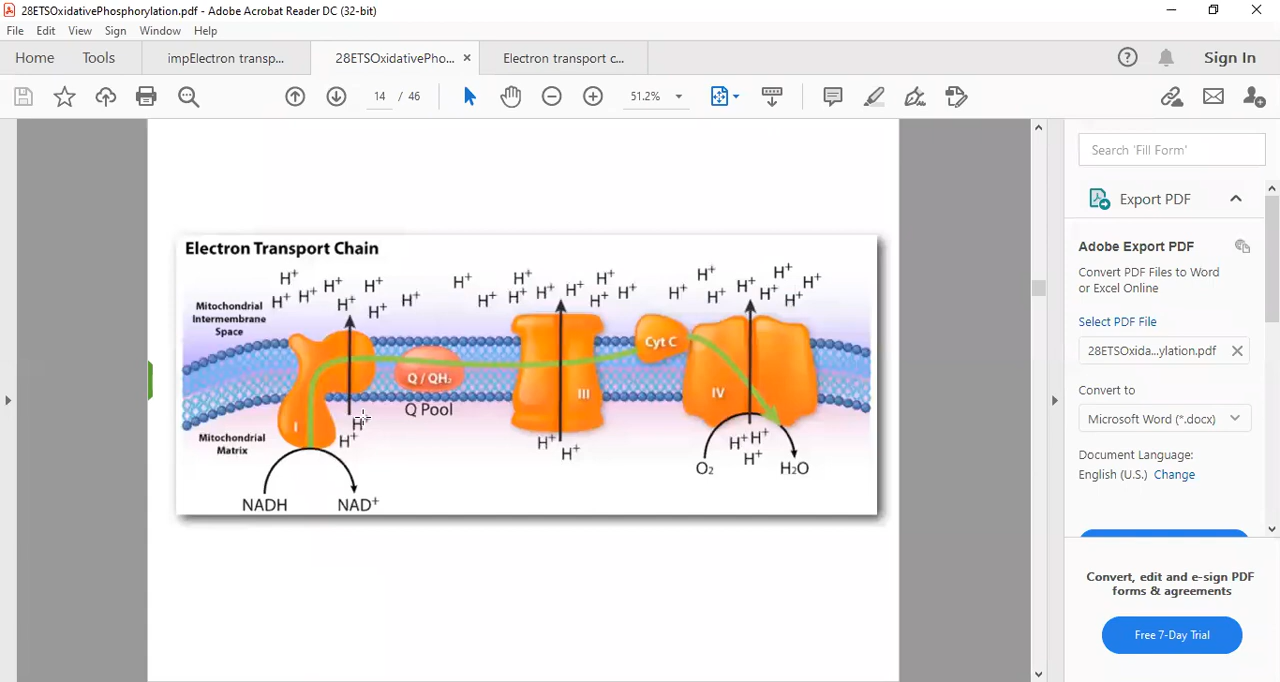 28ETSOxidativePhosphorylation.pdf - Adobe Acrobat Reader DC (32-bit)
File Edit View Sign Window Help
Home Tools impElectron transp... 28ETSOxidativePho... × Electron transport c... Sign In
14 / 46 51.2%
Search 'Fill Form'
Export PDF
Adobe Export PDF
Convert PDF Files to Word
or Excel Online
Select PDF File
28ETSOxida...ylation.pdf
Convert to
Microsoft Word (*.docx)
Document Language:
English (U.S.) Change
Convert, edit and e-sign PDF
forms & agreements
Free 7-Day Trial
Electron Transport Chain
H⁺ H⁺ H⁺ H⁺ H⁺ H⁺ H⁺ H⁺
H⁺ H⁺ H⁺ H⁺ H⁺ H⁺ H⁺ H⁺ H⁺
H⁺ H⁺ H⁺ H⁺ H⁺ H⁺ H⁺ H⁺
Mitochondrial
Intermembrane
Space
Cyt C
Q / QH₂
III
IV
Q Pool
I
H⁺
H⁺
H⁺
H⁺
H⁺ H⁺
H⁺
Mitochondrial
Matrix
O₂ H₂O
NADH NAD⁺